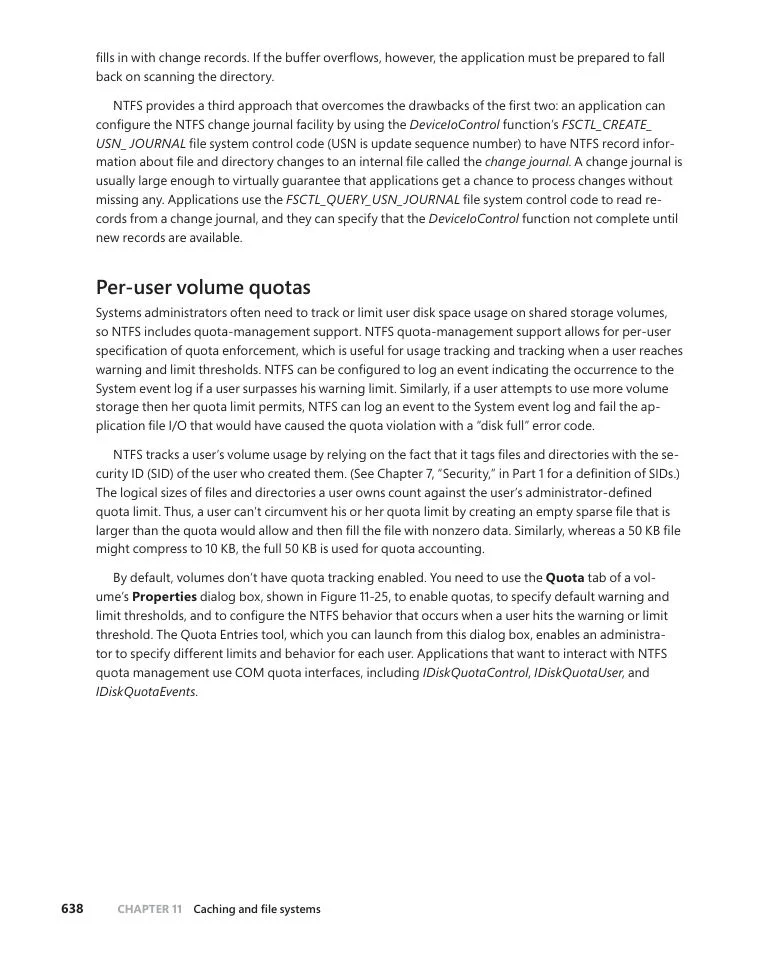 fills in with change records. If the buffer overflows, however, the application must be prepared to fall
back on scanning the directory.
NTFS provides a third approach that overcomes the drawbacks of the first two: an application can
configure the NTFS change journal facility by using the DeviceIoControl function's FSCTL_CREATE_
USN_ JOURNAL file system control code (USN is update sequence number) to have NTFS record infor-
mation about file and directory changes to an internal file called the change journal. A change journal is
usually large enough to virtually guarantee that applications get a chance to process changes without
missing any. Applications use the FSCTL_QUERY_USN_JOURNAL file system control code to read re-
cords from a change journal, and they can specify that the DeviceIoControl function not complete until
new records are available.
Per-user volume quotas
Systems administrators often need to track or limit user disk space usage on shared storage volumes,
so NTFS includes quota-management support. NTFS quota-management support allows for per-user
specification of quota enforcement, which is useful for usage tracking and tracking when a user reaches
warning and limit thresholds. NTFS can be configured to log an event indicating the occurrence to the
System event log if a user surpasses his warning limit. Similarly, if a user attempts to use more volume
storage then her quota limit permits, NTFS can log an event to the System event log and fail the ap-
plication file I/O that would have caused the quota violation with a "disk full" error code.
NTFS tracks a user's volume usage by relying on the fact that it tags files and directories with the se-
curity ID (SID) of the user who created them. (See Chapter 7, "Security," in Part 1 for a definition of SIDs.)
The logical sizes of files and directories a user owns count against the user's administrator-defined
quota limit. Thus, a user can't circumvent his or her quota limit by creating an empty sparse file that is
larger than the quota would allow and then fill the file with nonzero data. Similarly, whereas a 50 KB file
might compress to 10 KB, the full 50 KB is used for quota accounting.
By default, volumes don't have quota tracking enabled. You need to use the Quota tab of a vol-
ume's Properties dialog box, shown in Figure 11-25, to enable quotas, to specify default warning and
limit thresholds, and to configure the NTFS behavior that occurs when a user hits the warning or limit
threshold. The Quota Entries tool, which you can launch from this dialog box, enables an administra-
tor to specify different limits and behavior for each user. Applications that want to interact with NTFS
quota management use COM quota interfaces, including IDiskQuotaControl, IDiskQuotaUser, and
IDiskQuotaEvents.
638 CHAPTER 11 Caching and file systems